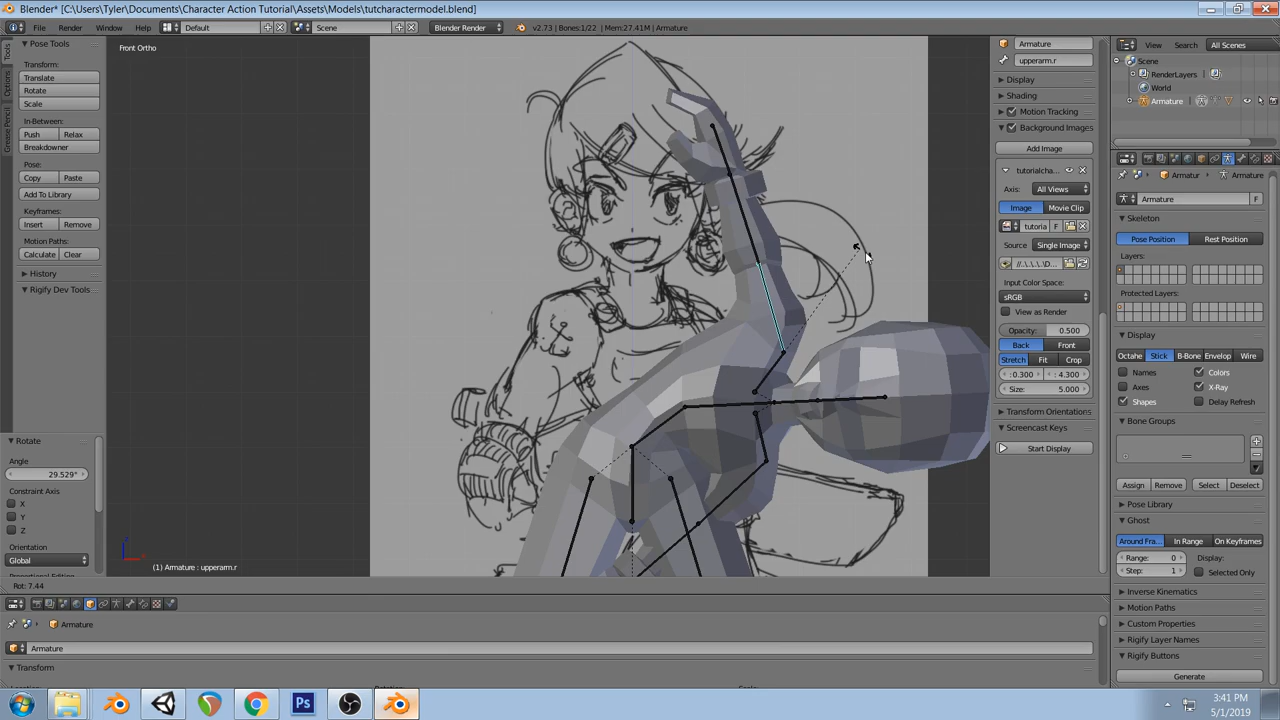 Blender* [C:\Users\Tyler\Documents\Character Action Tutorial\Assets\Models\tutcharactermodel.blend]
File Render Window Help Default Scene Blender Render v2.73 | Bones:1/22 | Mem:27.41M | Armature
Tools
Options
Grease Pencil
Pose Tools
Transform:
Translate
Rotate
Scale
In-Between:
Push Relax
Breakdowner
Pose:
Copy Paste
Add To Library
Keyframes:
Insert Remove
Motion Paths:
Calculate Clear
History
Rigify Dev Tools
Rotate
Angle
29.529°
Constraint Axis
X
Y
Z
Orientation
Global
Rot: 7.44
Front Ortho
(1) Armature : upperarm.r
Armature
upperarm.r
Display
Shading
Motion Tracking
Background Images
Add Image
tutorialcha...
Axis: All Views
Image Movie Clip
tutoria F
Source Single Image
//.\..\..\..\D...
Input Color Space:
sRGB
View as Render
Opacity: 0.500
Back Front
Stretch Fit Crop
: 0.300 : 4.300
Size: 5.000
Transform Orientations
Screencast Keys
Start Display
View Search All Scenes
Scene
RenderLayers
World
Armature
Armatur Armature
Armature F
Skeleton
Pose Position Rest Position
Layers:
Protected Layers:
Display
Octahe Stick B-Bone Envelop Wire
Names Colors
Axes X-Ray
Shapes Delay Refresh
Bone Groups
Assign Remove Select Deselect
Pose Library
Ghost
Around Fra... In Range On Keyframes
Range: 0 Display:
Step: 1 Selected Only
Inverse Kinematics
Motion Paths
Custom Properties
Rigify Layer Names
Rigify Buttons
Generate
Armature
Armature
Transform
3:41 PM
5/1/2019